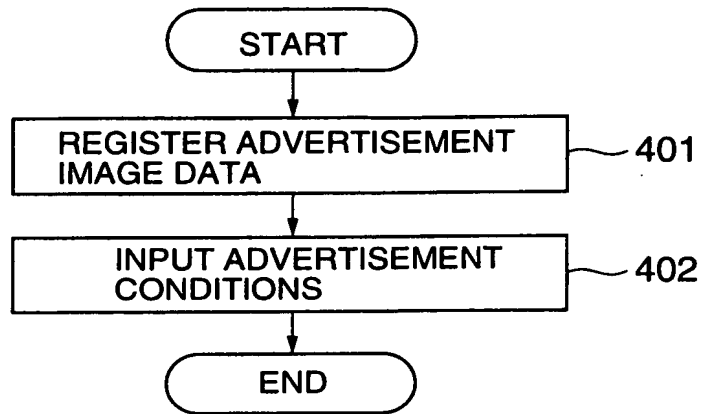 START
REGISTER ADVERTISEMENT
IMAGE DATA
401
INPUT ADVERTISEMENT
CONDITIONS
402
END